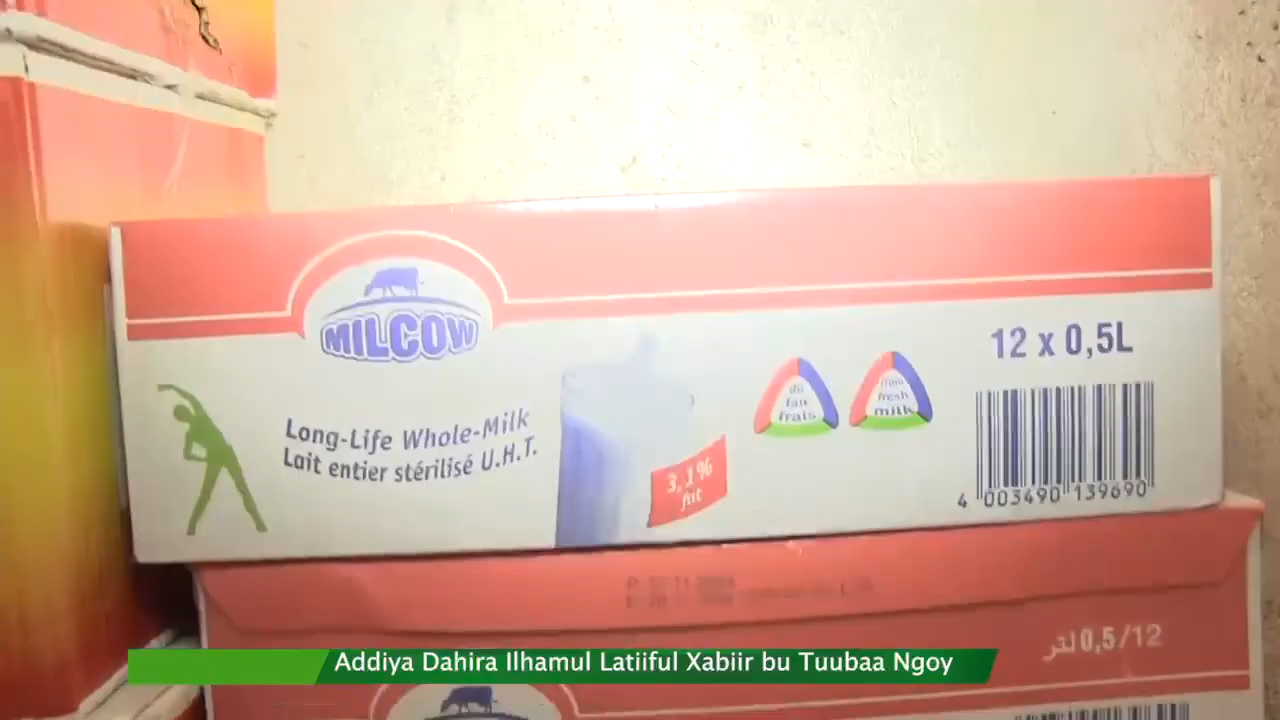 MILCOW
12 x 0,5L
Long-Life Whole-Milk
Lait entier stérilisé U.H.T.
3,1%
fat
du
lait
frais
from
fresh
milk
4 003490 139690
0,5/12 لتر
Addiya Dahira Ilhamul Latiiful Xabiir bu Tuubaa Ngoy